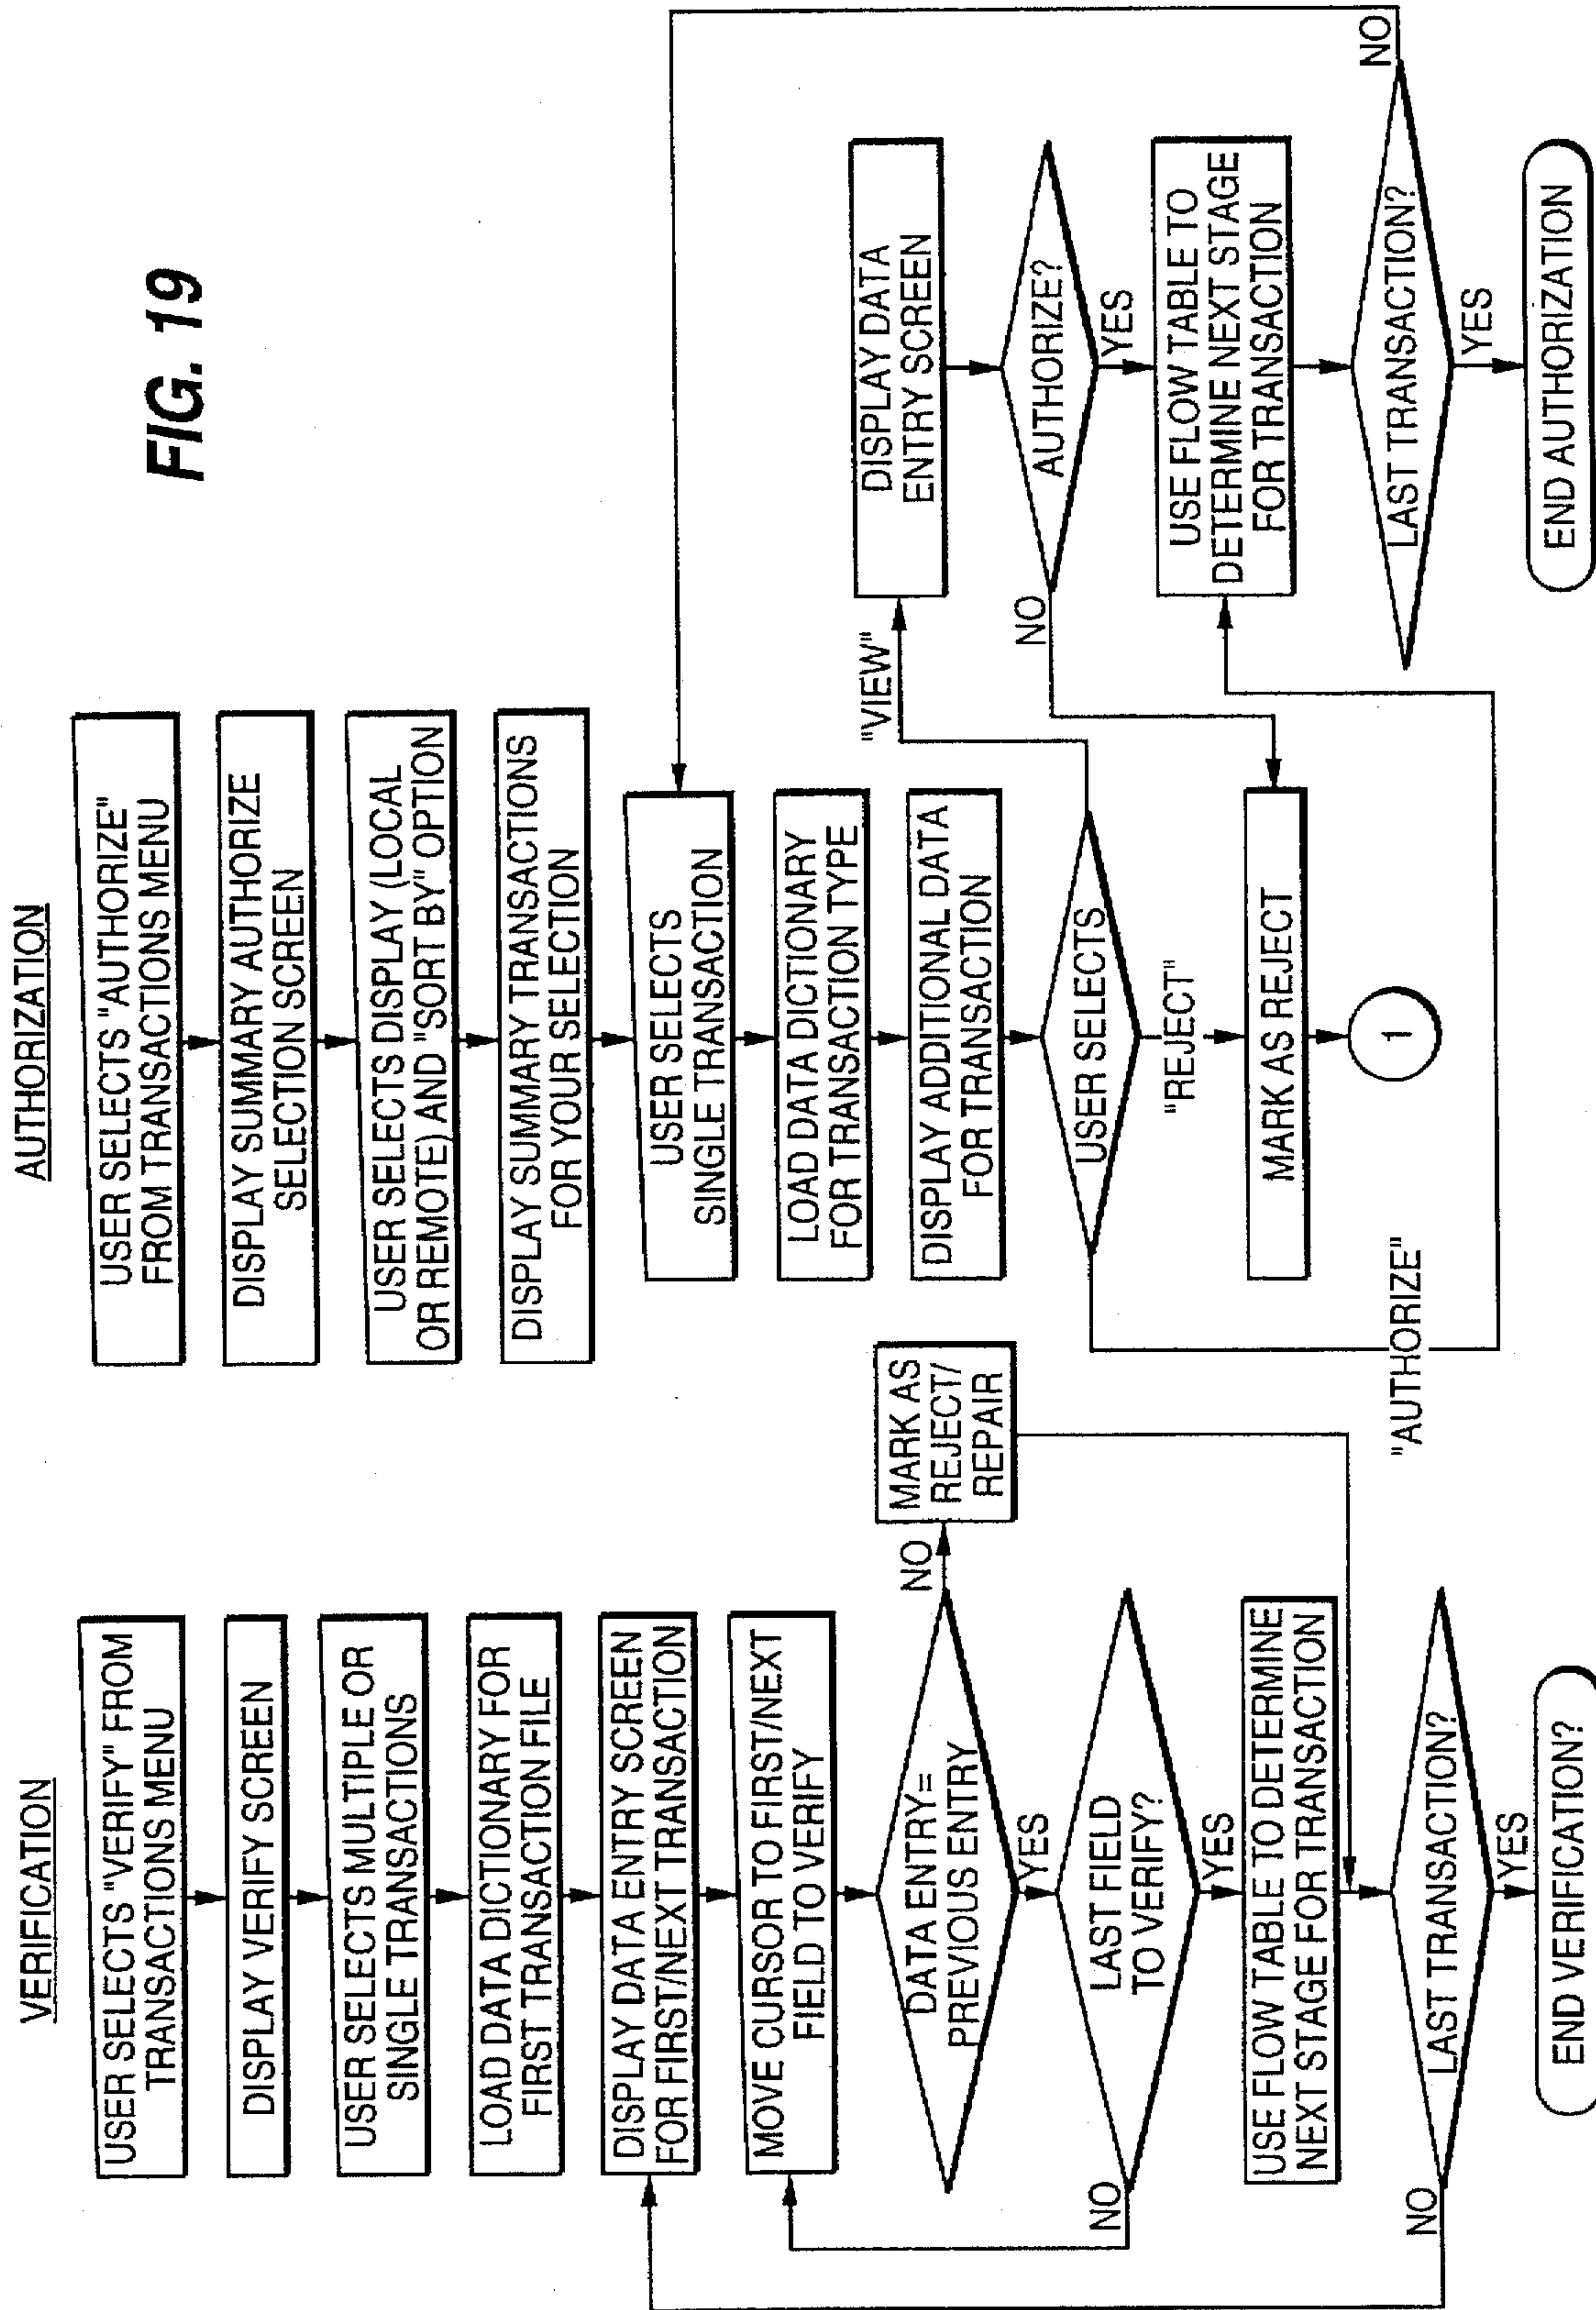 FIG. 19
VERIFICATION
USER SELECTS "VERIFY" FROM
TRANSACTIONS MENU
DISPLAY VERIFY SCREEN
USER SELECTS MULTIPLE OR
SINGLE TRANSACTIONS
LOAD DATA DICTIONARY FOR
FIRST TRANSACTION FILE
DISPLAY DATA ENTRY SCREEN
FOR FIRST/NEXT TRANSACTION
MOVE CURSOR TO FIRST/NEXT
FIELD TO VERIFY
DATA ENTRY=
PREVIOUS ENTRY
NO
MARK AS
REJECT/
REPAIR
YES
LAST FIELD
TO VERIFY?
NO
YES
USE FLOW TABLE TO DETERMINE
NEXT STAGE FOR TRANSACTION
LAST TRANSACTION?
NO
YES
END VERIFICATION?
AUTHORIZATION
USER SELECTS "AUTHORIZE"
FROM TRANSACTIONS MENU
DISPLAY SUMMARY AUTHORIZE
SELECTION SCREEN
USER SELECTS DISPLAY (LOCAL
OR REMOTE) AND "SORT BY" OPTION
DISPLAY SUMMARY TRANSACTIONS
FOR YOUR SELECTION
USER SELECTS
SINGLE TRANSACTION
LOAD DATA DICTIONARY
FOR TRANSACTION TYPE
DISPLAY ADDITIONAL DATA
FOR TRANSACTION
USER SELECTS
"VIEW"
"REJECT"
"AUTHORIZE"
MARK AS REJECT
1
DISPLAY DATA
ENTRY SCREEN
AUTHORIZE?
NO
YES
USE FLOW TABLE TO
DETERMINE NEXT STAGE
FOR TRANSACTION
LAST TRANSACTION?
NO
YES
END AUTHORIZATION